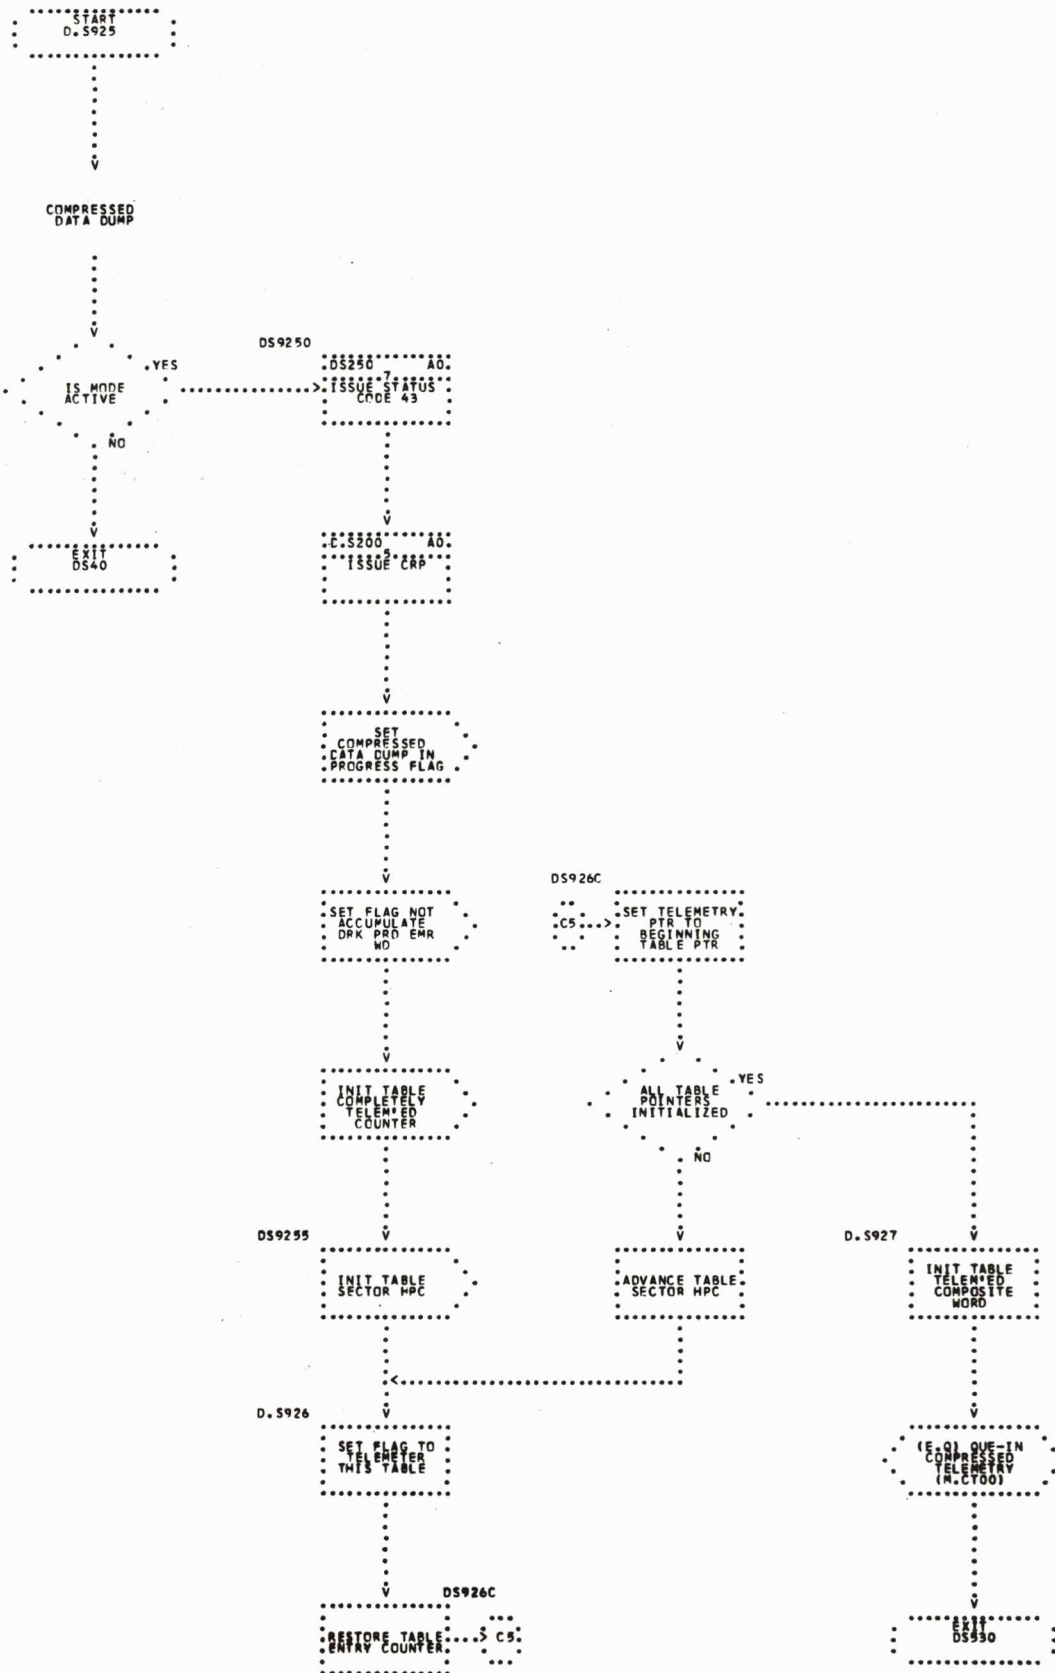 START
D.S925
COMPRESSED
DATA DUMP
IS MODE
ACTIVE
YES
NO
EXIT
DS40
DS9250
DS250 A0
7
ISSUE STATUS
CODE 43
C.S200 A0
5
ISSUE CRP
SET
COMPRESSED
DATA DUMP IN
PROGRESS FLAG
SET FLAG NOT
ACCUMULATE
DRK PRD EMR
WD
INIT TABLE
COMPLETELY
TELEM'ED
COUNTER
DS9255
INIT TABLE
SECTOR HPC
D.S926
SET FLAG TO
TELEMETER
THIS TABLE
RESTORE TABLE
ENTRY COUNTER
DS926C
C5
DS926C
C5
SET TELEMETRY
PTR TO
BEGINNING
TABLE PTR
ALL TABLE
POINTERS
INITIALIZED
YES
NO
ADVANCE TABLE
SECTOR HPC
D.S927
INIT TABLE
TELEM'ED
COMPOSITE
WORD
(E.Q) QUE-IN
COMPRESSED
TELEMETRY
(M.CT00)
EXIT
DS530